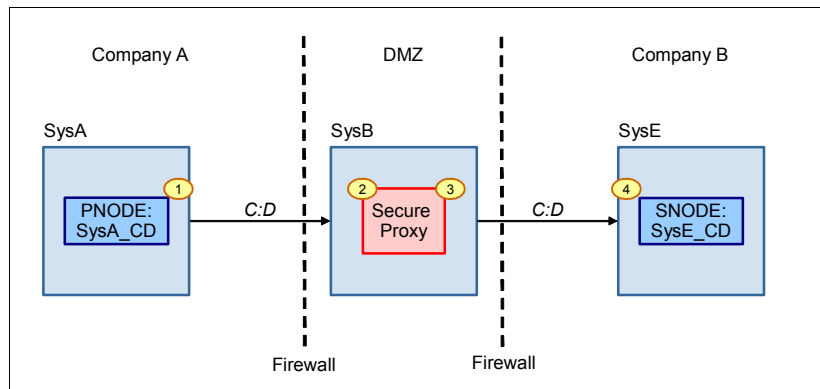 Company A
DMZ
Company B
SysA
SysB
SysE
1
2
3
4
PNODE:
SysA_CD
C:D
Secure
Proxy
C:D
SNODE:
SysE_CD
Firewall
Firewall